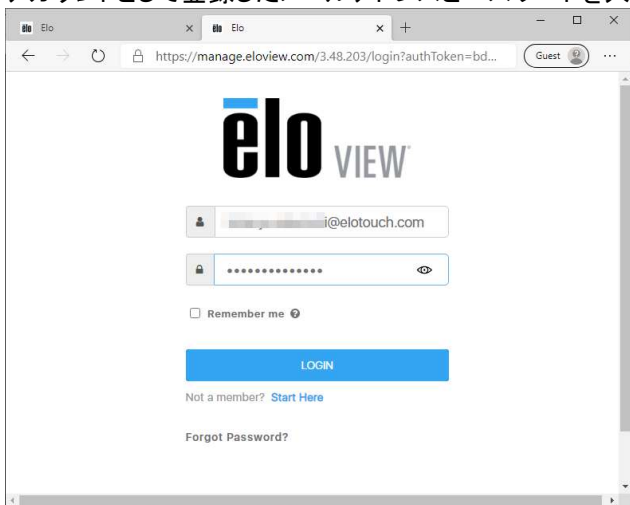 Elo
Elo
https://manage.eloview.com/3.48.203/login?authToken=bd...
Guest
elo VIEW
i@elotouch.com
Remember me
LOGIN
Not a member? Start Here
Forgot Password?